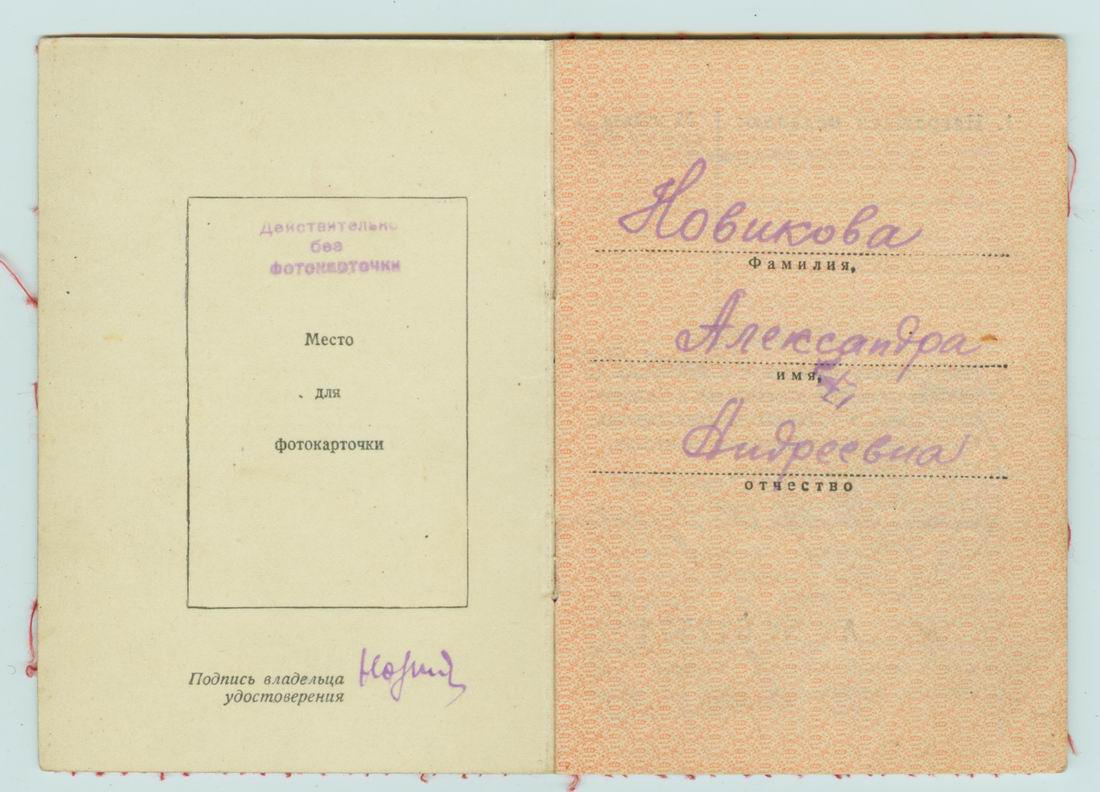 Действительно
без
фотокарточки
Место
для
фотокарточки
Подпись владельца
удостоверения
Новикова
Фамилия,
Александра
имя,
Андреевна
отчество